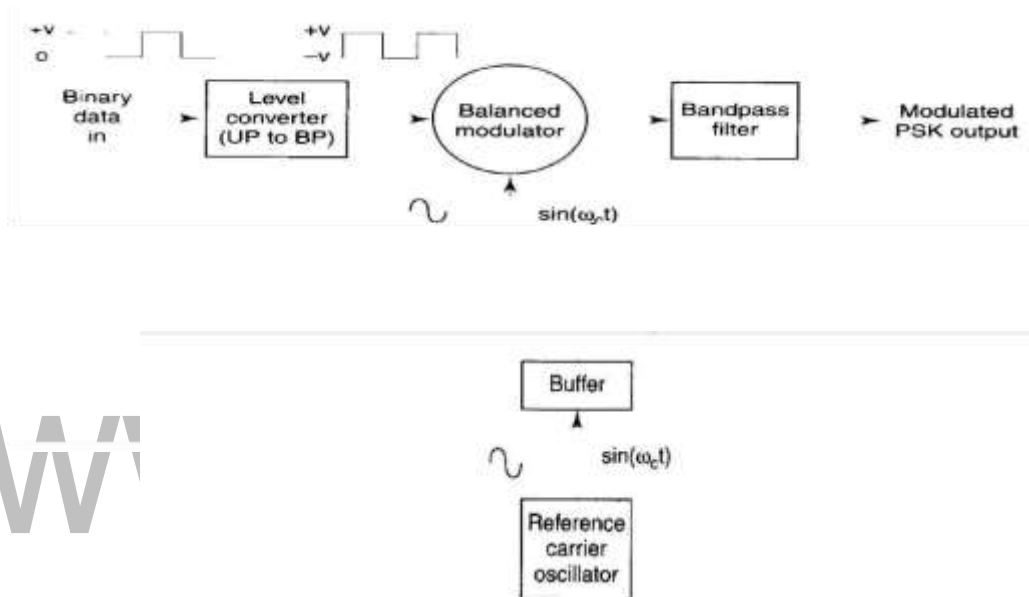 +V
0
+V
−V
Binary
data
in
Level
converter
(UP to BP)
Balanced
modulator
Bandpass
filter
Modulated
PSK output
sin(ωct)
Buffer
sin(ωct)
Reference
carrier
oscillator